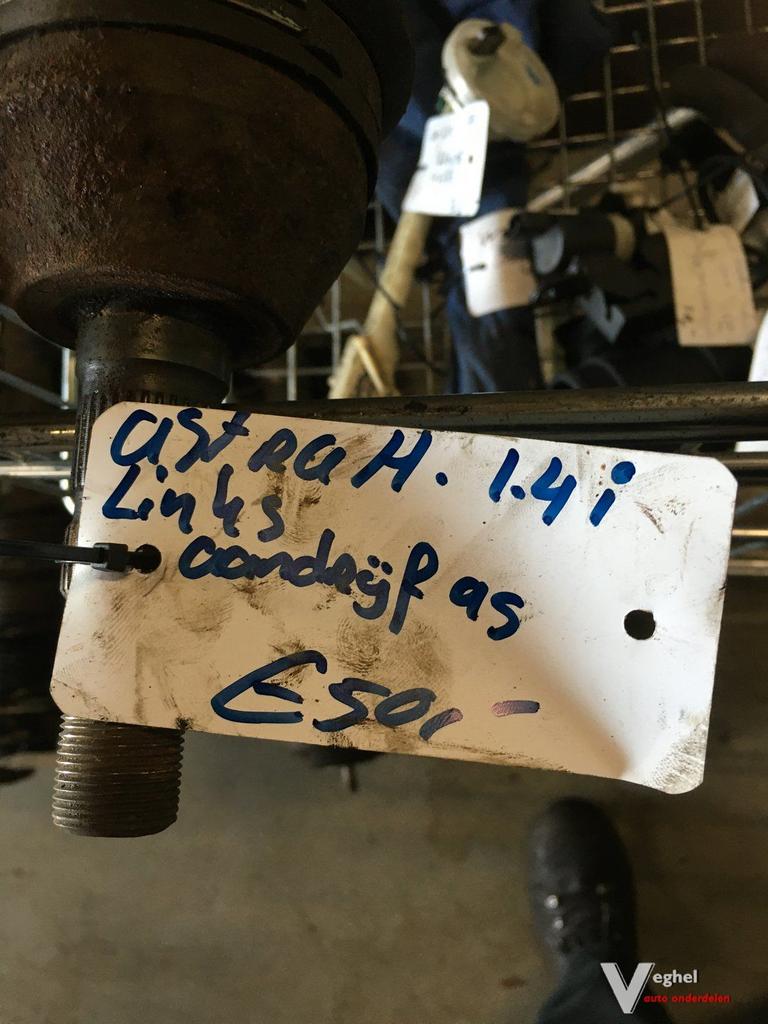 astra H. 1.4i
Links
aandrijf as
€50,-
Veghel
auto onderdelen